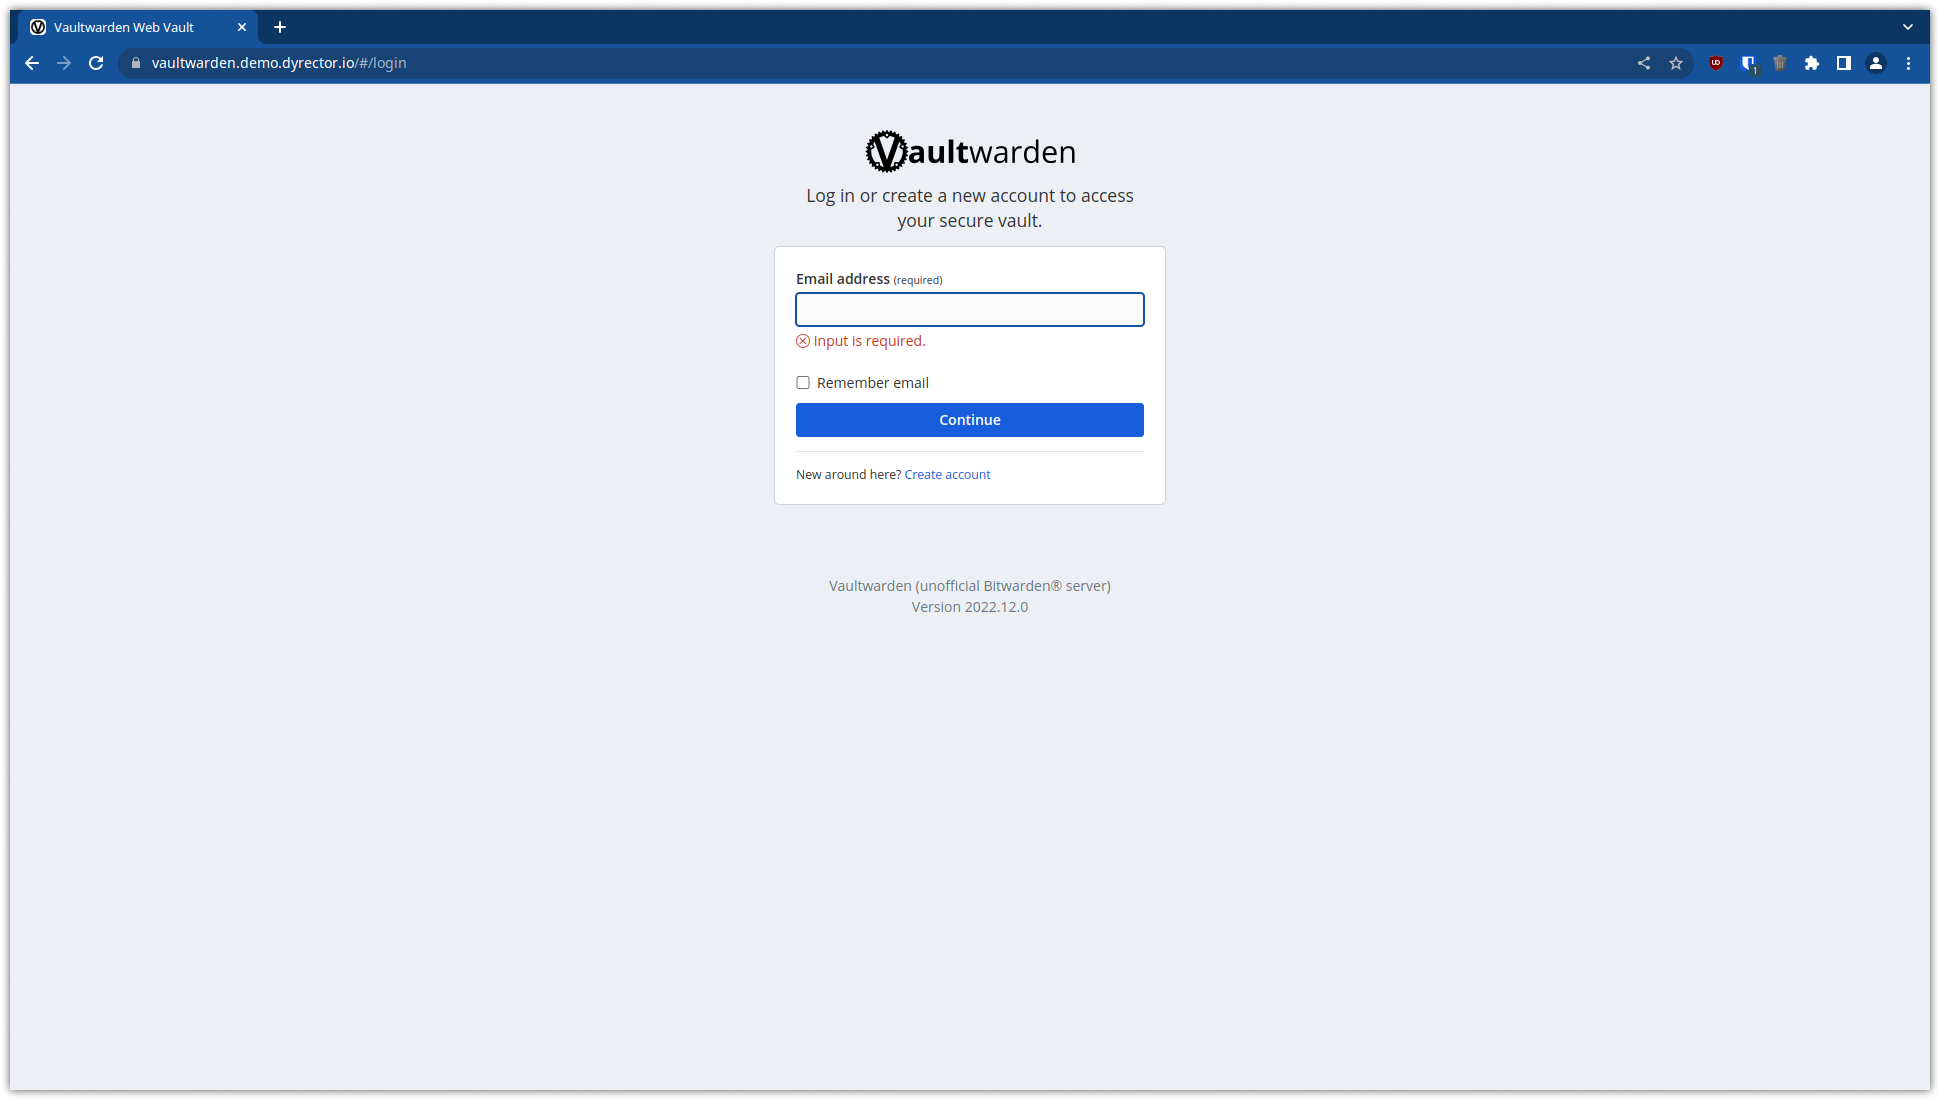 Vaultwarden Web Vault
vaultwarden.demo.dyrector.io/#/login
1
Vaultwarden
Log in or create a new account to access
your secure vault.
Email address (required)
Input is required.
Remember email
Continue
New around here? Create account
Vaultwarden (unofficial Bitwarden® server)
Version 2022.12.0